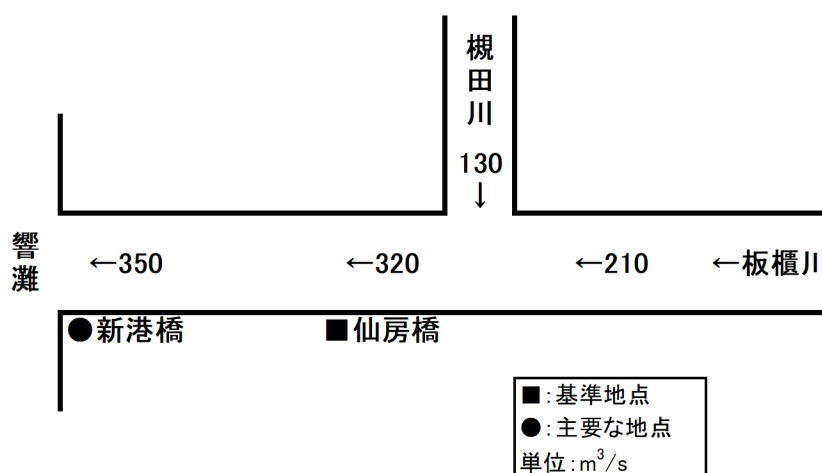 槻田川
130
↓
響灘
←350
←320
←210
←板櫃川
●新港橋
■仙房橋
■:基準地点
●:主要な地点
単位:m³/s